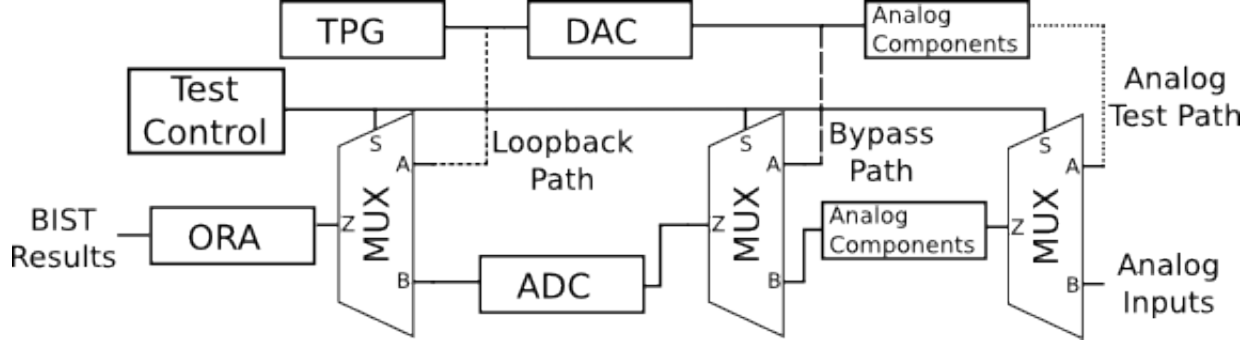 TPG
DAC
Analog
Components
Test
Control
Analog
Test Path
S
A
Loopback
Path
S
A
Bypass
Path
S
A
BIST
Results
ORA
Z
MUX
Z
MUX
Analog
Components
Z
MUX
B
ADC
B
B
Analog
Inputs